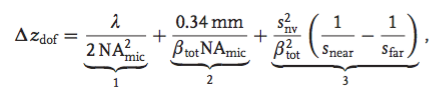 Δz_dof = λ / (2 NA²_mic) + 0.34 mm / (β_tot NA_mic) + s²_nv / β²_tot (1 / s_near − 1 / s_far),
1 2 3